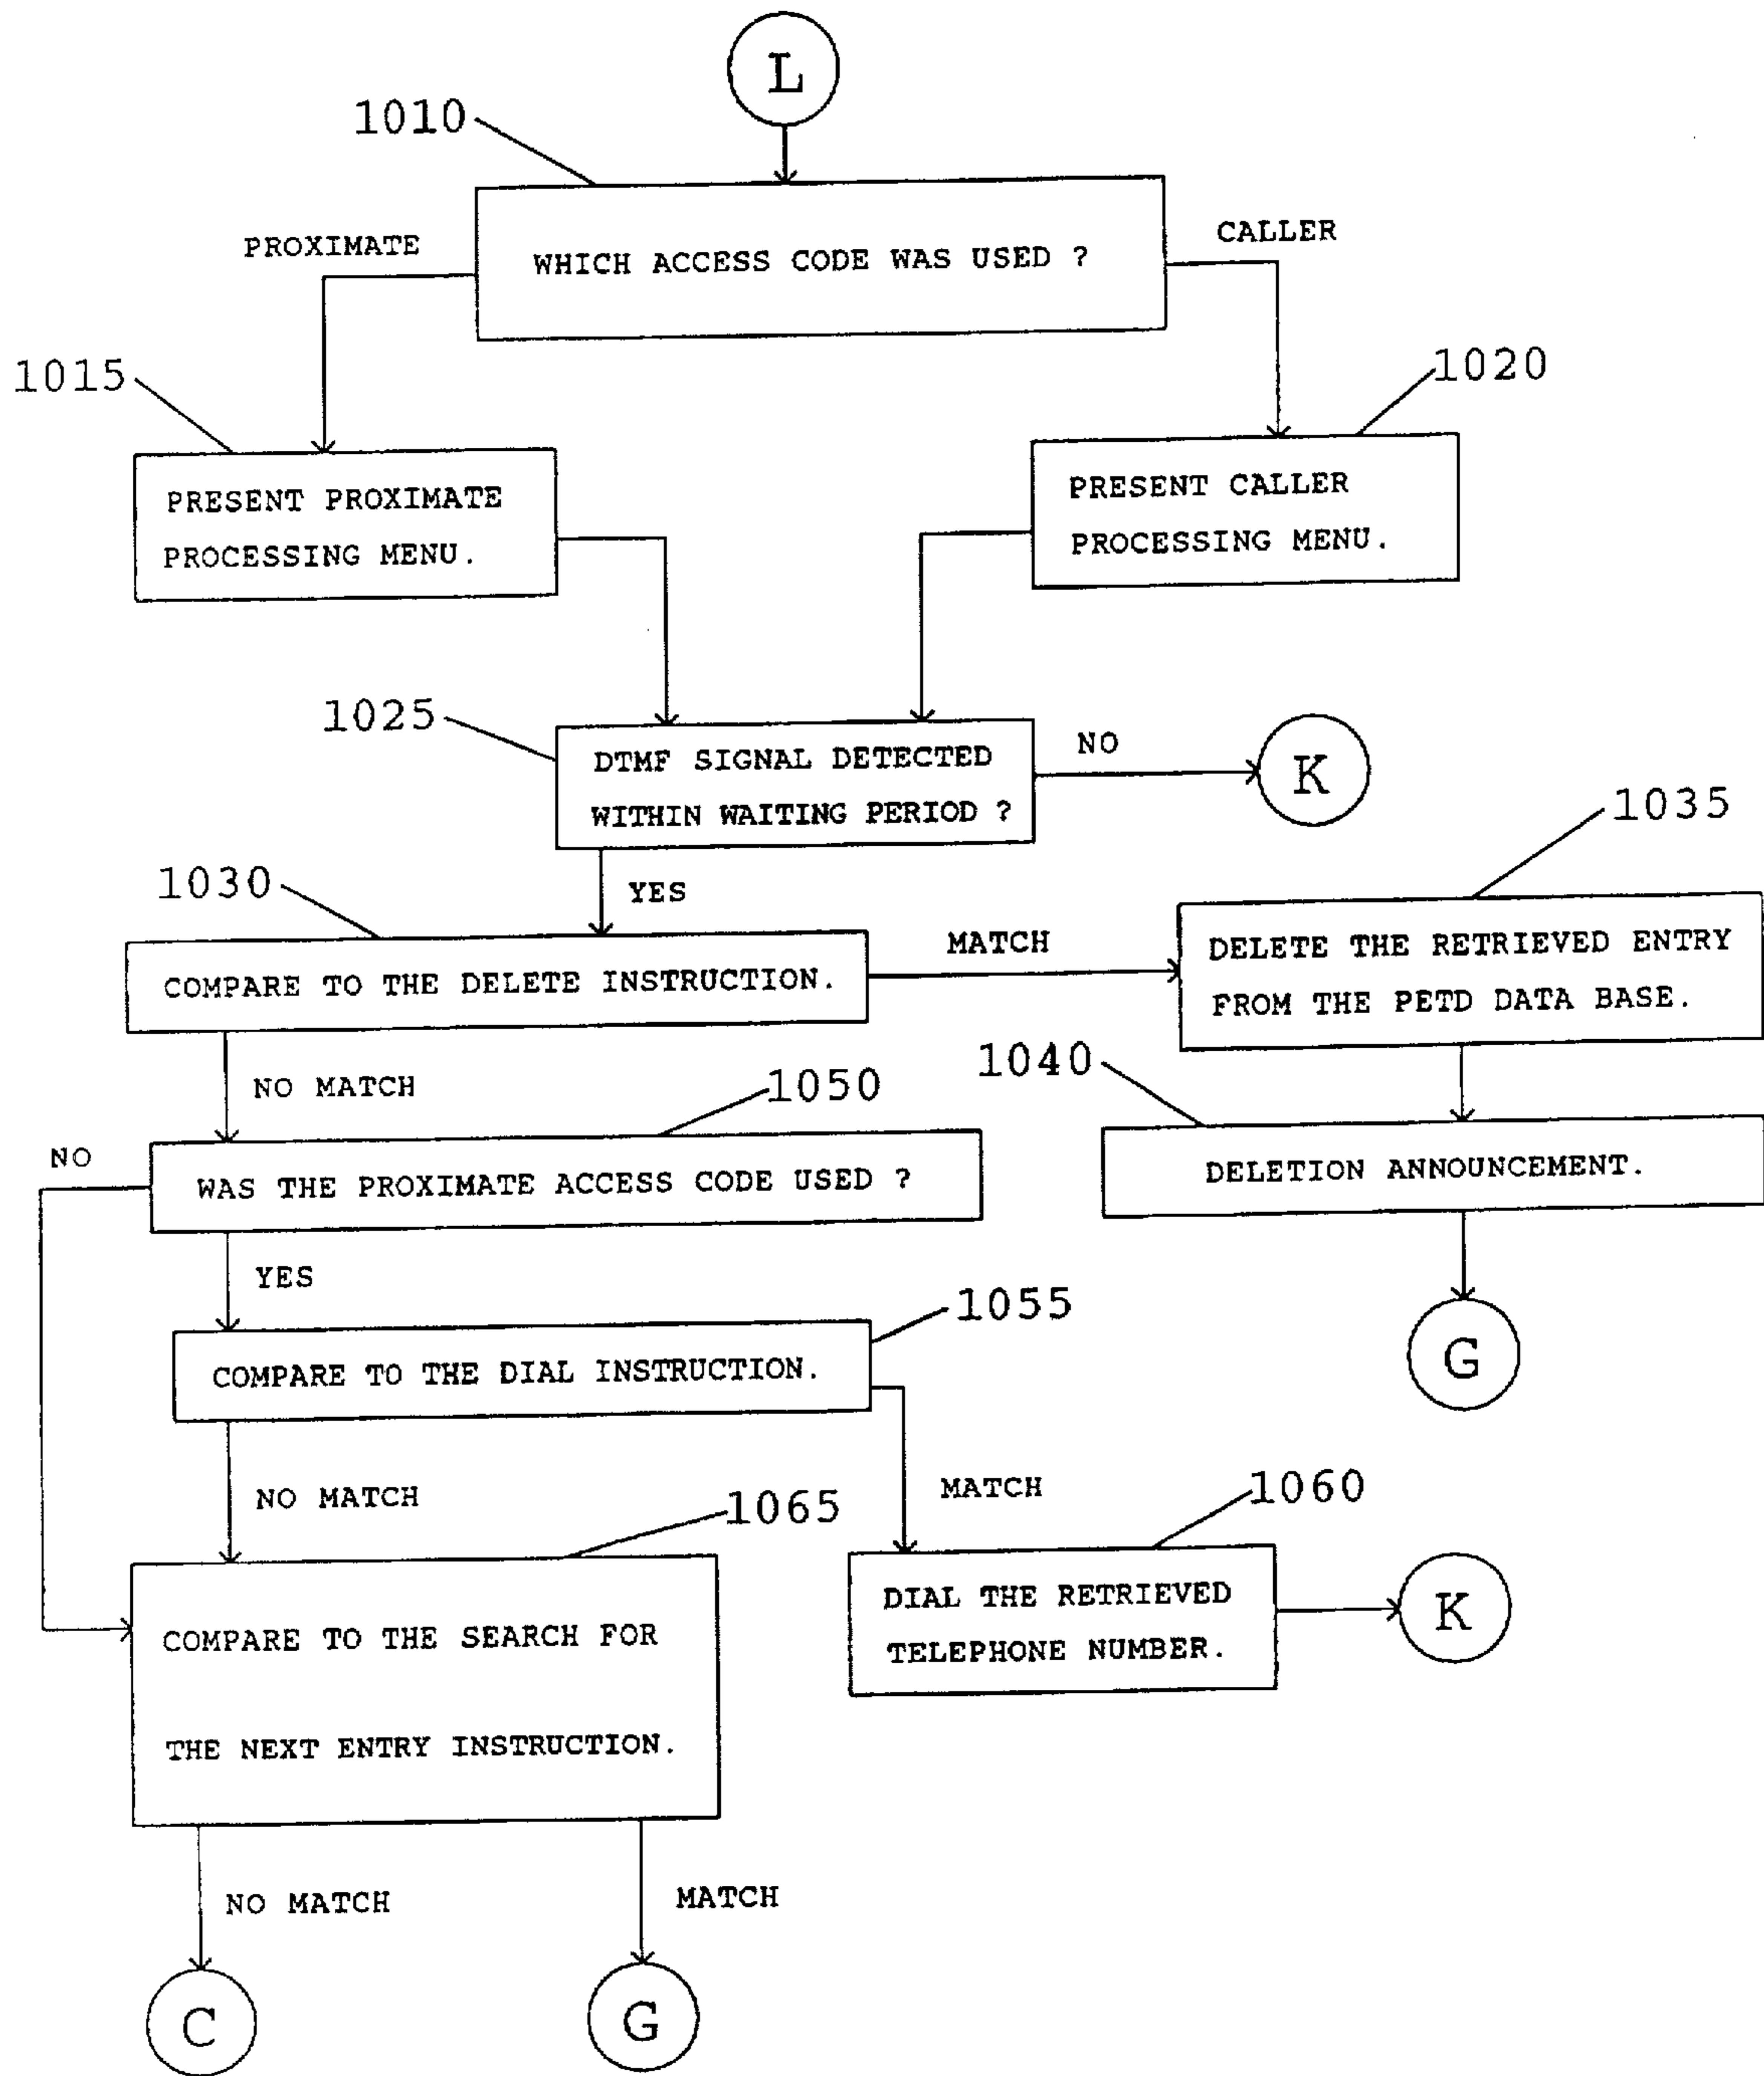 L
1010
PROXIMATE
CALLER
WHICH ACCESS CODE WAS USED ?
1015
1020
PRESENT PROXIMATE
PROCESSING MENU.
PRESENT CALLER
PROCESSING MENU.
1025
DTMF SIGNAL DETECTED
WITHIN WAITING PERIOD ?
NO
K
1035
1030
YES
COMPARE TO THE DELETE INSTRUCTION.
MATCH
DELETE THE RETRIEVED ENTRY
FROM THE PETD DATA BASE.
NO MATCH
1050
1040
NO
WAS THE PROXIMATE ACCESS CODE USED ?
DELETION ANNOUNCEMENT.
YES
1055
COMPARE TO THE DIAL INSTRUCTION.
G
NO MATCH
1065
MATCH
1060
COMPARE TO THE SEARCH FOR
THE NEXT ENTRY INSTRUCTION.
DIAL THE RETRIEVED
TELEPHONE NUMBER.
K
NO MATCH
MATCH
C
G